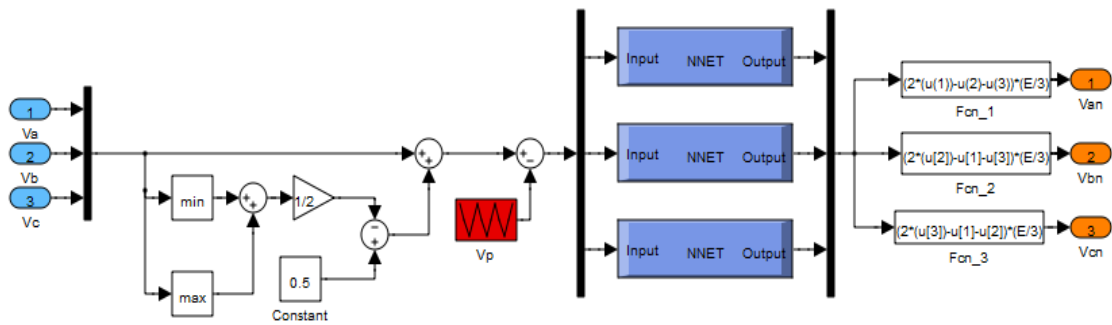 1
Va
2
Vb
3
Vc
min
max
+
+
1/2
−
+
0.5
Constant
+
+
+
−
Vp
Input NNET Output
Input NNET Output
Input NNET Output
(2*(u(1))-u(2)-u(3))*(E/3)
Fcn_1
(2*(u[2])-u[1]-u[3])*(E/3)
Fcn_2
(2*(u[3])-u[1]-u[2])*(E/3)
Fcn_3
1
Van
2
Vbn
3
Vcn